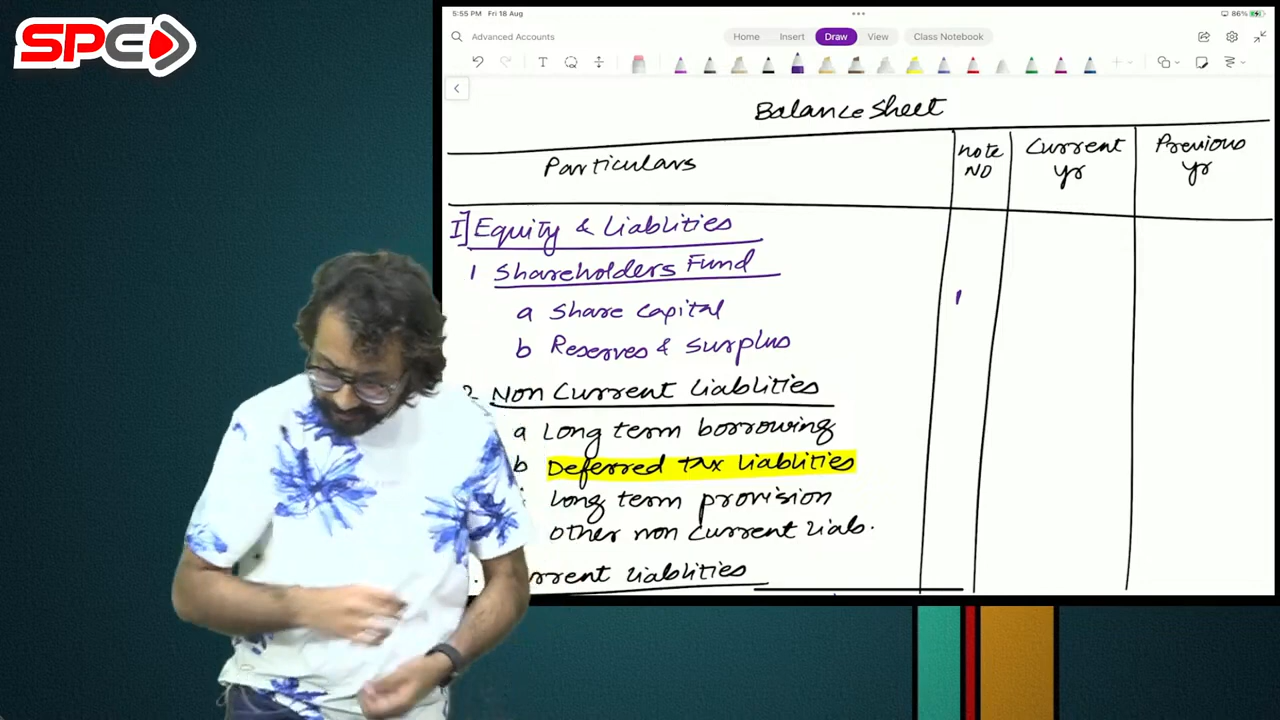 SPE
5:55 PM Fri 18 Aug
86%
Advanced Accounts
Home Insert Draw View Class Notebook
Balance Sheet
Particulars
note NO
Current yr
Previous yr
I] Equity & Liablities
1 Shareholders Fund
a Share Capital
1
b Reserves & Surplus
2 Non Current Liablities
a Long term borrowing
b Deferred tax Liablities
Long term provision
other non current Liab.
rrent Liablities